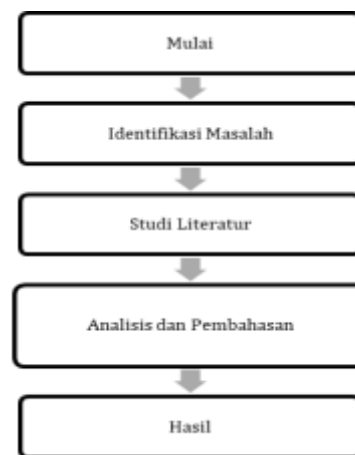 Mulai
Identifikasi Masalah
Studi Literatur
Analisis dan Pembahasan
Hasil